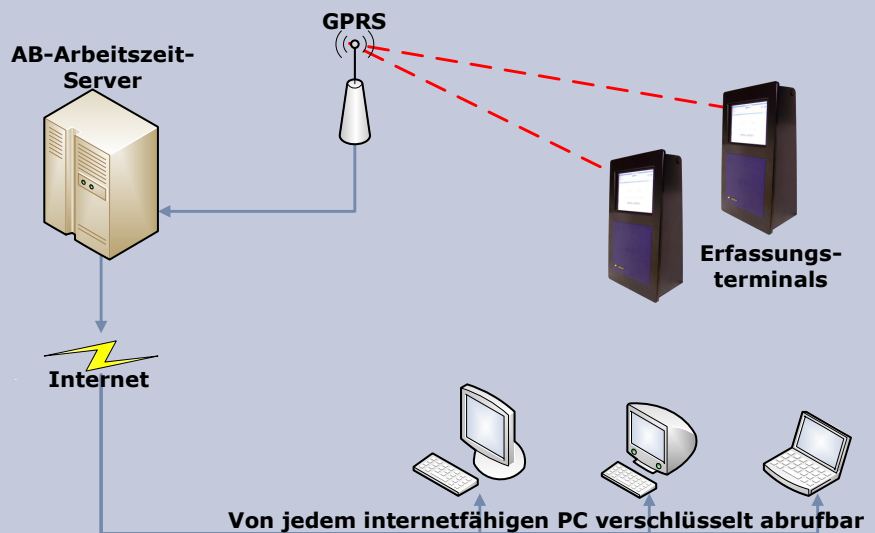 GPRS
AB-Arbeitszeit-
Server
Erfassungs-
terminals
Internet
Von jedem internetfähigen PC verschlüsselt abrufbar